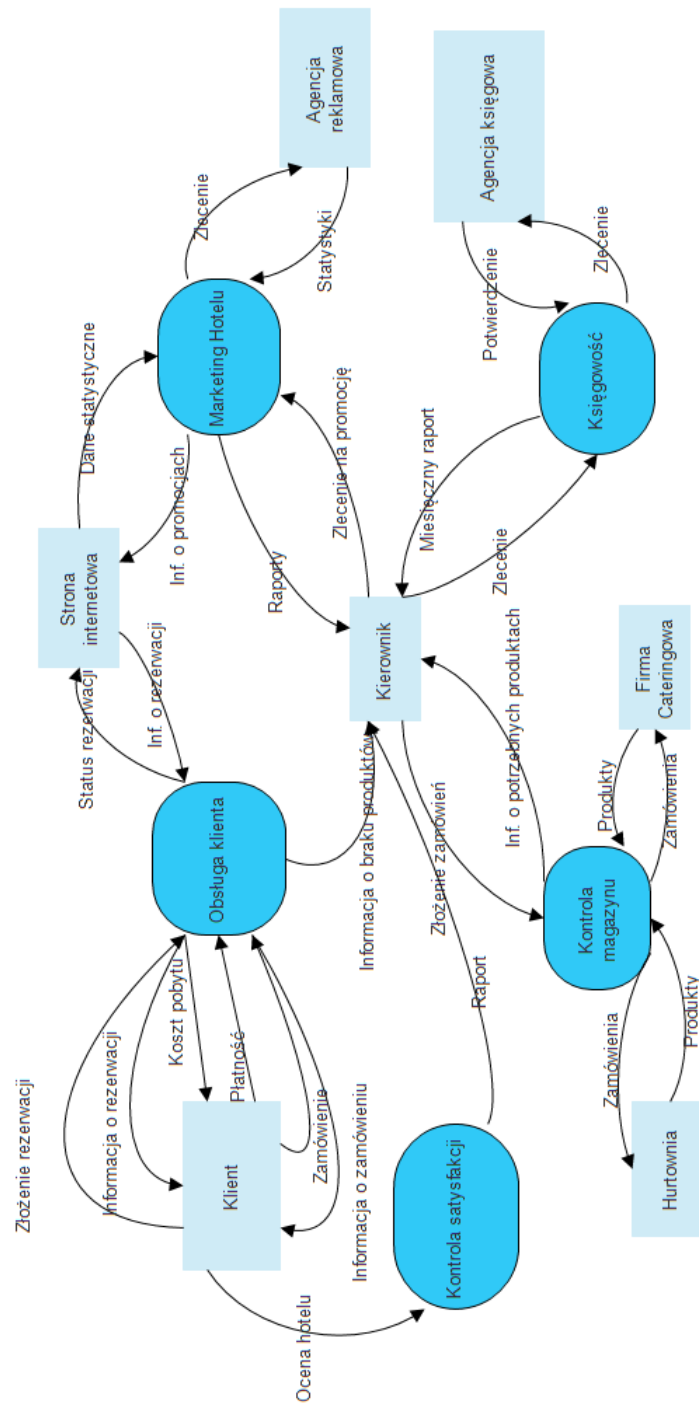 Złożenie rezerwacji
Informacja o rezerwacji
Koszt pobytu
Płatność
Zamówienie
Informacja o zamówieniu
Klient
Ocena hotelu
Kontrola satysfakcji
Raport
Obsługa klienta
Status rezerwacji
Inf. o rezerwacji
Strona
internetowa
Dane statystyczne
Inf. o promocjach
Marketing Hotelu
Zlecenie
Statystyki
Agencja
reklamowa
Raporty
Zlecenie na promocję
Kierownik
Informacja o braku produktów
Złożenie zamówień
Inf. o potrzebnych produktach
Miesięczny raport
Zlecenie
Księgowość
Potwierdzenie
Zlecenie
Agencja księgowa
Kontrola
magazynu
Produkty
Zamówienia
Firma
Cateringowa
Zamówienia
Produkty
Hurtownia